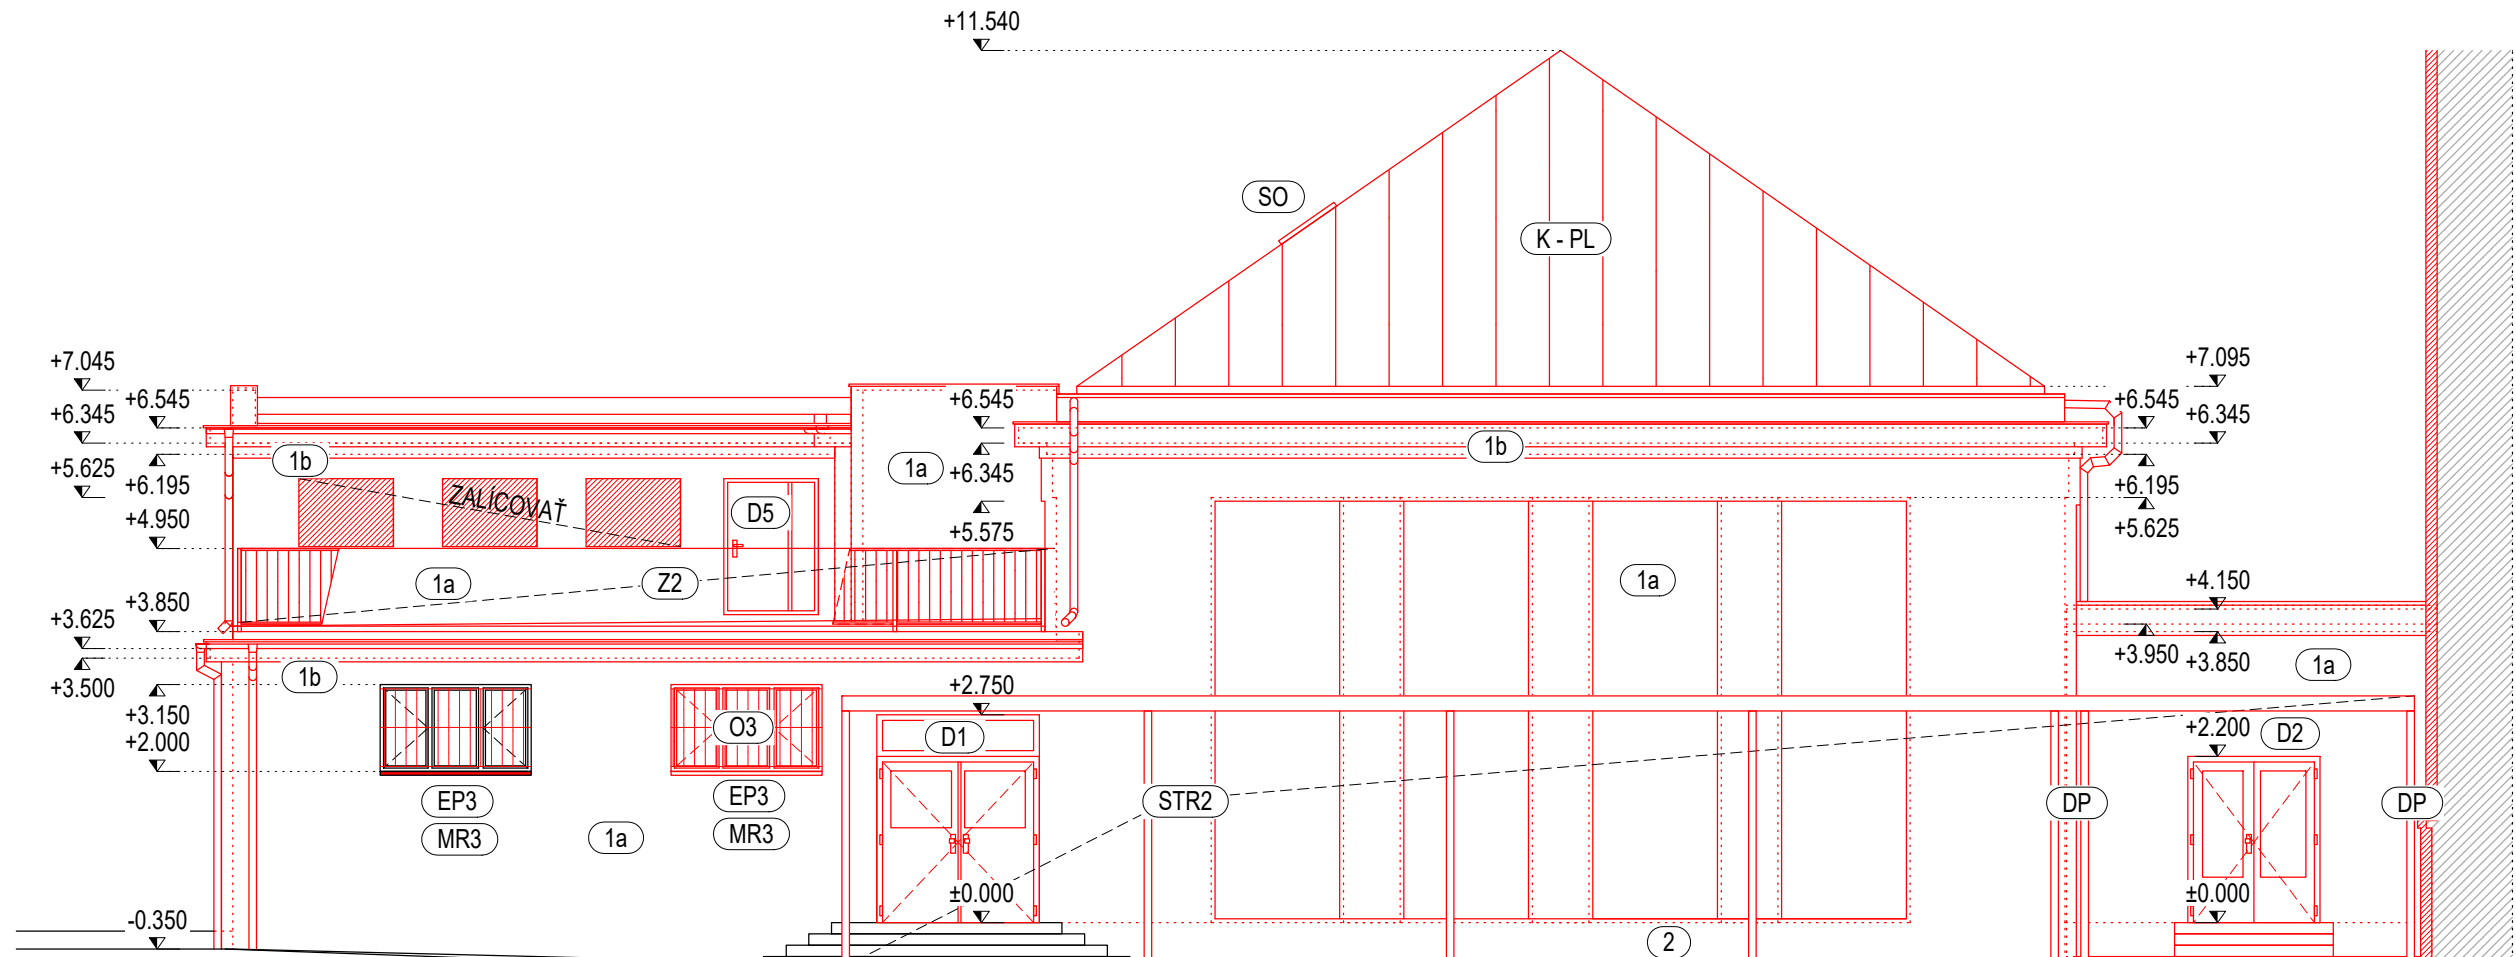 +11.540
SO
K - PL
+7.045
+7.095
+6.345 +6.545
+6.545
+6.545
+6.345
1b
1a
1b
+5.625
+6.195
+6.345
+6.195
ZALÍCOVAŤ
D5
+4.950
+5.575
+5.625
1a
Z2
1a
+4.150
+3.850
+3.625
+3.950
+3.850
1a
1b
+3.500
+2.750
+3.150
+2.000
O3
D1
+2.200
D2
EP3
EP3
STR2
DP
DP
MR3
MR3
1a
±0.000
±0.000
-0.350
2